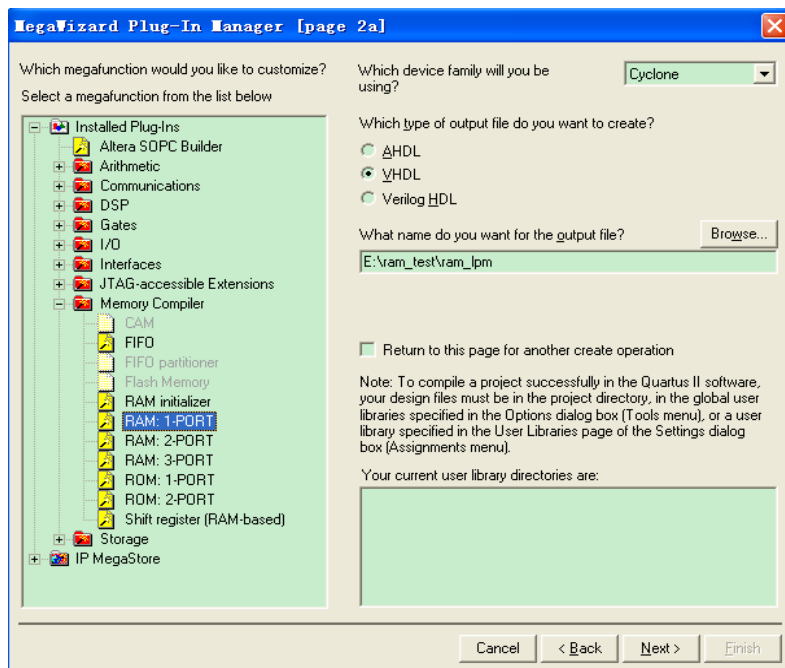 MegaWizard Plug-In Manager [page 2a]
Which megafunction would you like to customize?
Select a megafunction from the list below
Installed Plug-Ins
Altera SOPC Builder
Arithmetic
Communications
DSP
Gates
I/O
Interfaces
JTAG-accessible Extensions
Memory Compiler
CAM
FIFO
FIFO partitioner
Flash Memory
RAM initializer
RAM: 1-PORT
RAM: 2-PORT
RAM: 3-PORT
ROM: 1-PORT
ROM: 2-PORT
Shift register (RAM-based)
Storage
IP MegaStore
Which device family will you be
using?
Cyclone
Which type of output file do you want to create?
AHDL
VHDL
Verilog HDL
What name do you want for the output file?
Browse...
E:\ram_test\ram_lpm
Return to this page for another create operation
Note: To compile a project successfully in the Quartus II software,
your design files must be in the project directory, in the global user
libraries specified in the Options dialog box (Tools menu), or a user
library specified in the User Libraries page of the Settings dialog
box (Assignments menu).
Your current user library directories are:
Cancel
< Back
Next >
Finish